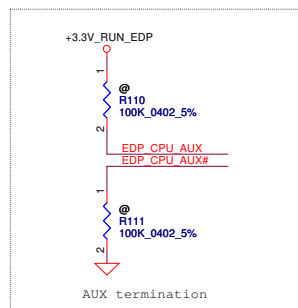 +3.3V_RUN_EDP
1
@
R110
100K_0402_5%
2
EDP_CPU_AUX
EDP_CPU_AUX#
1
@
R111
100K_0402_5%
2
AUX termination